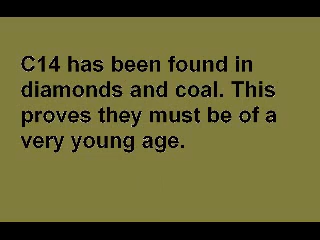 C14 has been found in
diamonds and coal. This
proves they must be of a
very young age.